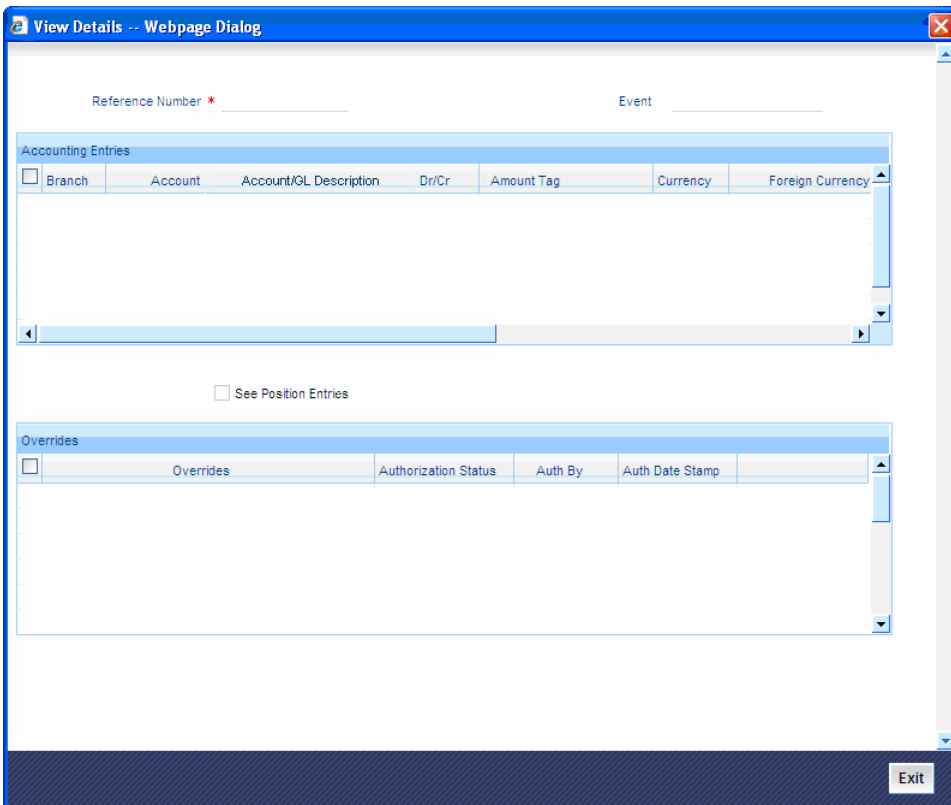 View Details -- Webpage Dialog
Reference Number * Event
Accounting Entries
Branch Account Account/GL Description Dr/Cr Amount Tag Currency Foreign Currency
See Position Entries
Overrides
Overrides Authorization Status Auth By Auth Date Stamp
Exit